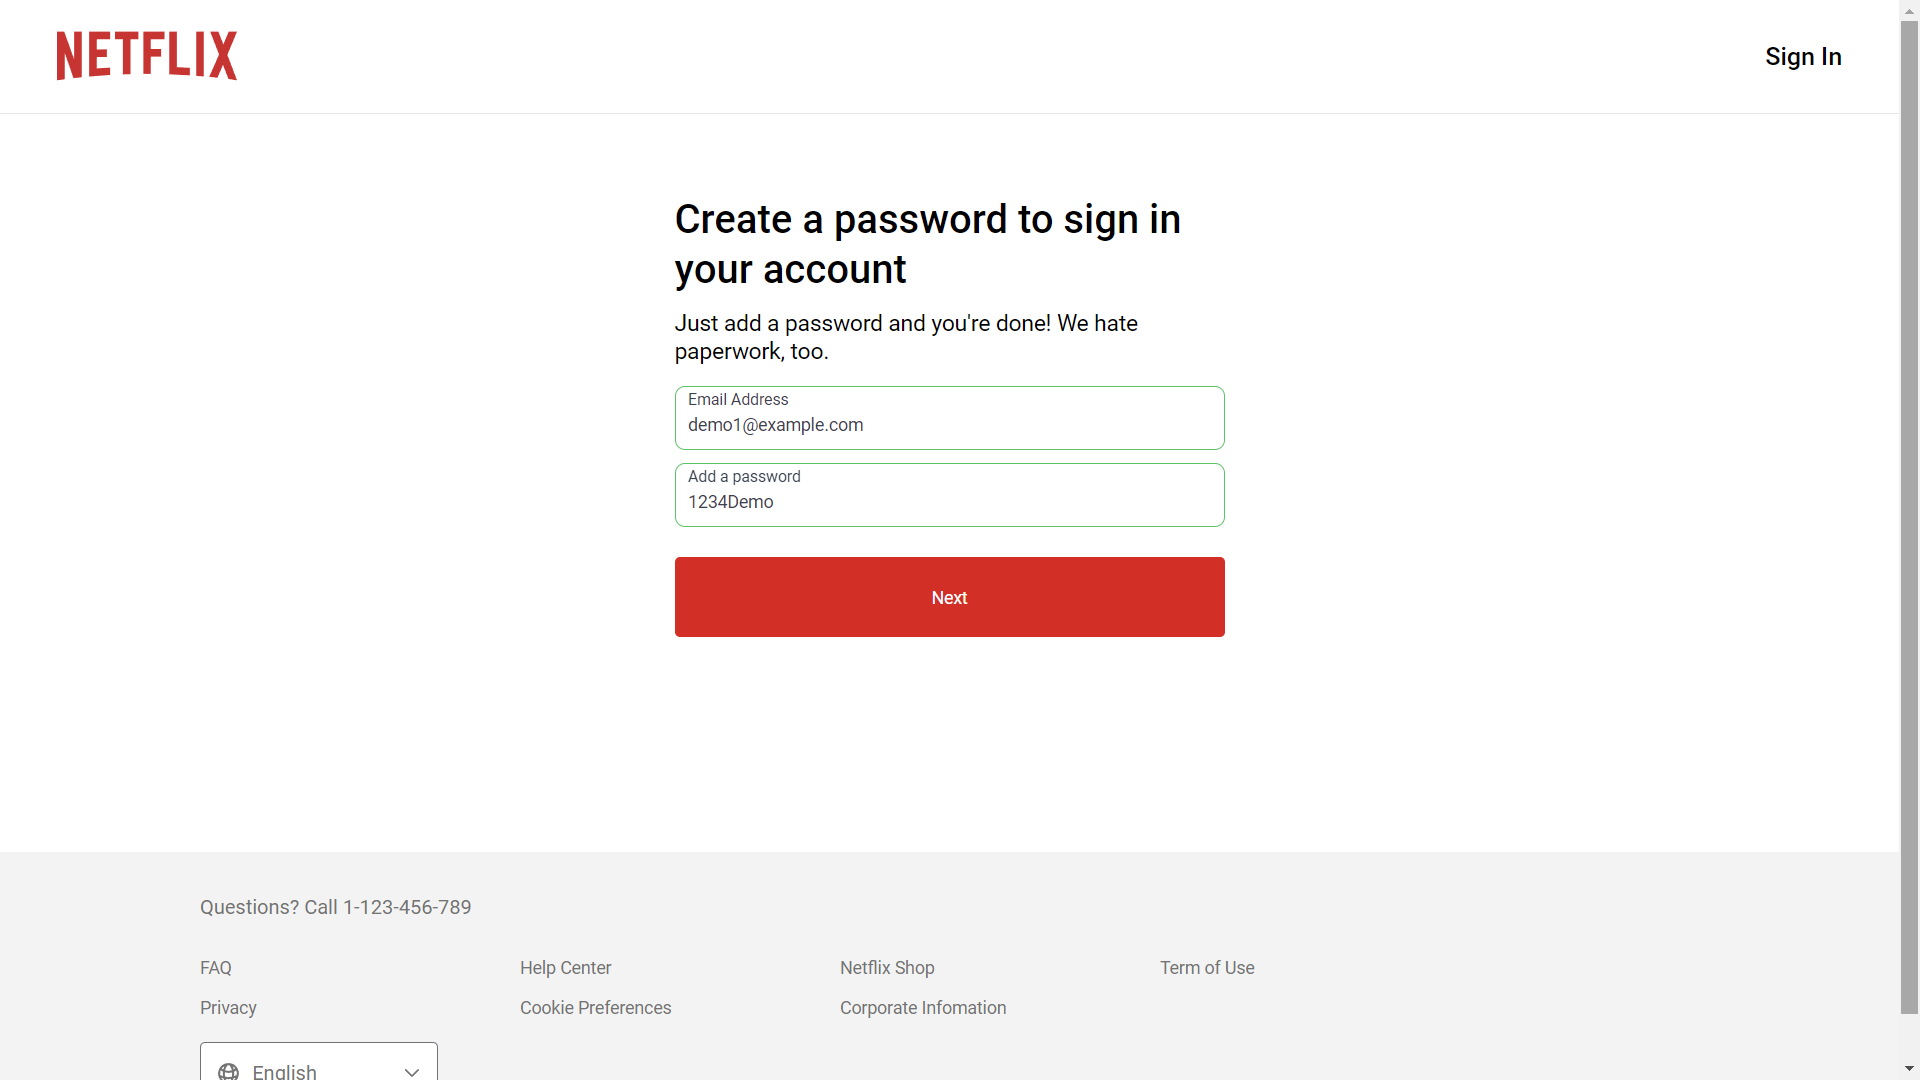 NETFLIX
Sign In
Create a password to sign in
your account
Just add a password and you're done! We hate
paperwork, too.
Email Address
demo1@example.com
Add a password
1234Demo
Next
Questions? Call 1-123-456-789
FAQ
Help Center
Netflix Shop
Term of Use
Privacy
Cookie Preferences
Corporate Infomation
English